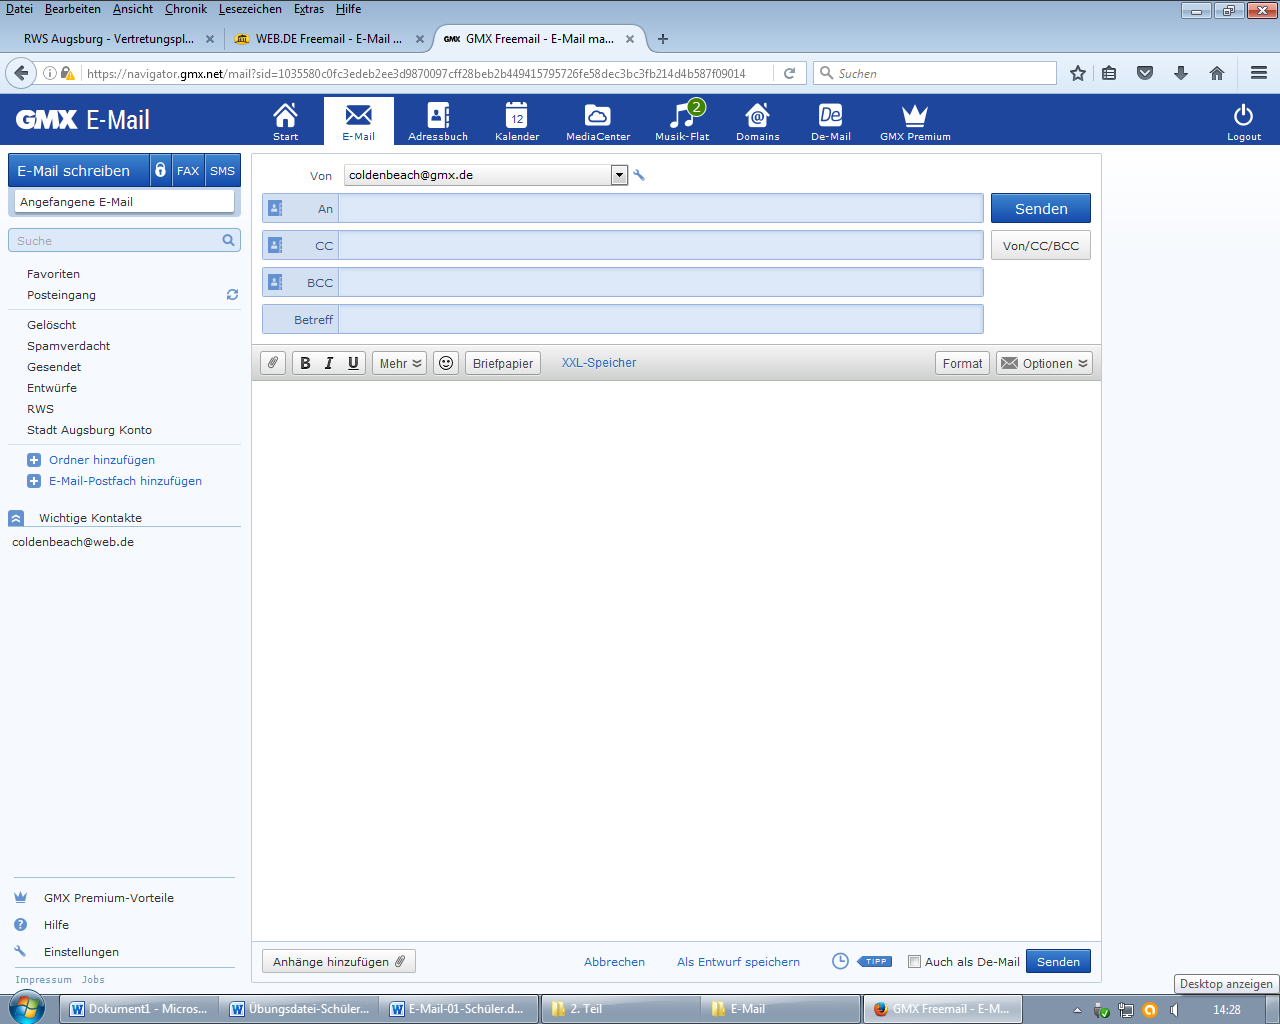 Datei Bearbeiten Ansicht Chronik Lesezeichen Extras Hilfe
RWS Augsburg - Vertretungspl...
WEB.DE Freemail - E-Mail ...
GMX Freemail - E-Mail ma...
https://navigator.gmx.net/mail?sid=1035580c0fc3edeb2ee3d9870097cff28beb2b449415795726fe58dec3bc3fb214d4b587f09014
Suchen
GMX E-Mail
Start
E-Mail
Adressbuch
12
Kalender
MediaCenter
2
Musik-Flat
Domains
De
De-Mail
GMX Premium
Logout
E-Mail schreiben FAX SMS
Angefangene E-Mail
Suche
Favoriten
Posteingang
Gelöscht
Spamverdacht
Gesendet
Entwürfe
RWS
Stadt Augsburg Konto
Ordner hinzufügen
E-Mail-Postfach hinzufügen
Wichtige Kontakte
coldenbeach@web.de
GMX Premium-Vorteile
Hilfe
Einstellungen
Impressum Jobs
Von coldenbeach@gmx.de
An
Senden
CC
Von/CC/BCC
BCC
Betreff
B I U Mehr Briefpapier XXL-Speicher Format Optionen
Anhänge hinzufügen Abbrechen Als Entwurf speichern TIPP Auch als De-Mail Senden
Desktop anzeigen
Dokument1 - Micros...
Übungsdatei-Schüler...
E-Mail-01-Schüler.d...
2. Teil
E-Mail
GMX Freemail - E-M...
14:28